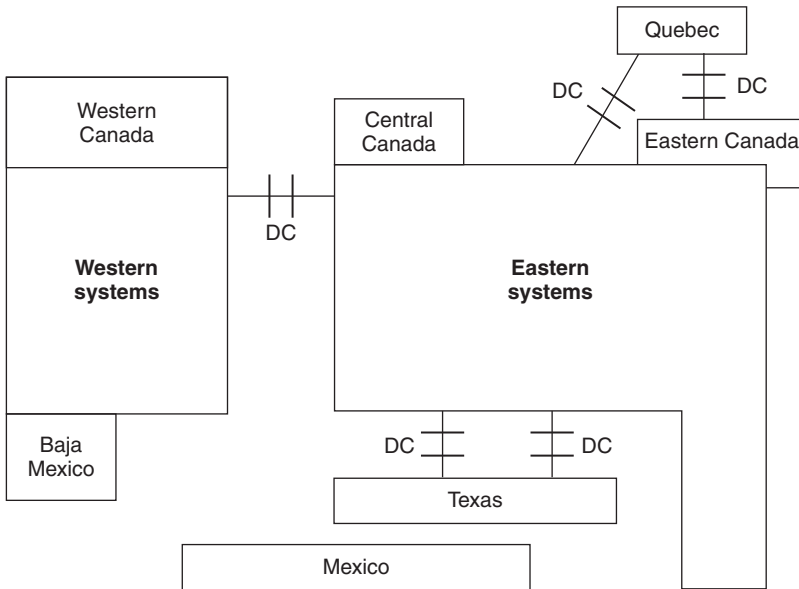 Quebec
DC
DC
Western
Canada
Central
Canada
Eastern Canada
DC
Western
systems
Eastern
systems
Baja
Mexico
DC
DC
Texas
Mexico